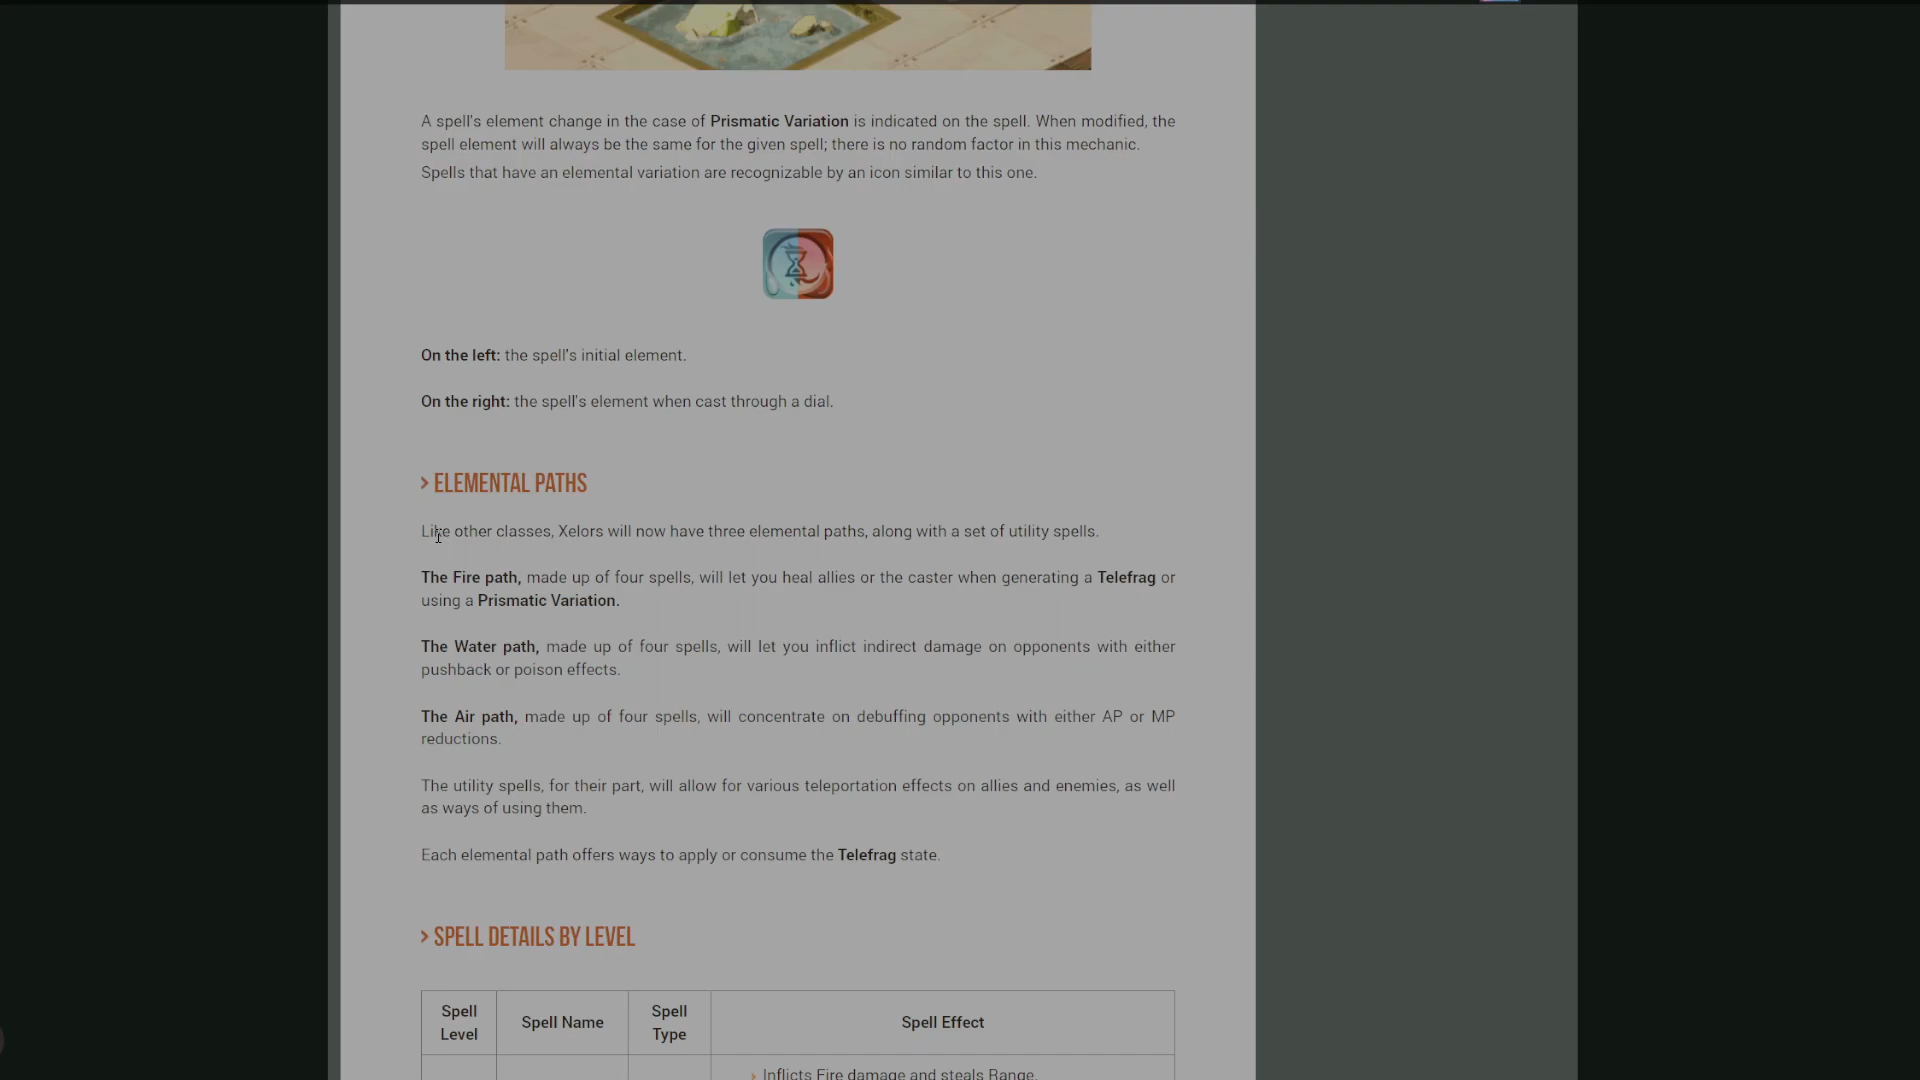 A spell's element change in the case of Prismatic Variation is indicated on the spell. When modified, the
spell element will always be the same for the given spell; there is no random factor in this mechanic.
Spells that have an elemental variation are recognizable by an icon similar to this one.
On the left: the spell's initial element.
On the right: the spell's element when cast through a dial.
> ELEMENTAL PATHS
Like other classes, Xelors will now have three elemental paths, along with a set of utility spells.
The Fire path, made up of four spells, will let you heal allies or the caster when generating a Telefrag or
using a Prismatic Variation.
The Water path, made up of four spells, will let you inflict indirect damage on opponents with either
pushback or poison effects.
The Air path, made up of four spells, will concentrate on debuffing opponents with either AP or MP
reductions.
The utility spells, for their part, will allow for various teleportation effects on allies and enemies, as well
as ways of using them.
Each elemental path offers ways to apply or consume the Telefrag state.
> SPELL DETAILS BY LEVEL
Spell Level
Spell Name
Spell Type
Spell Effect
> Inflicts Fire damage and steals Range.